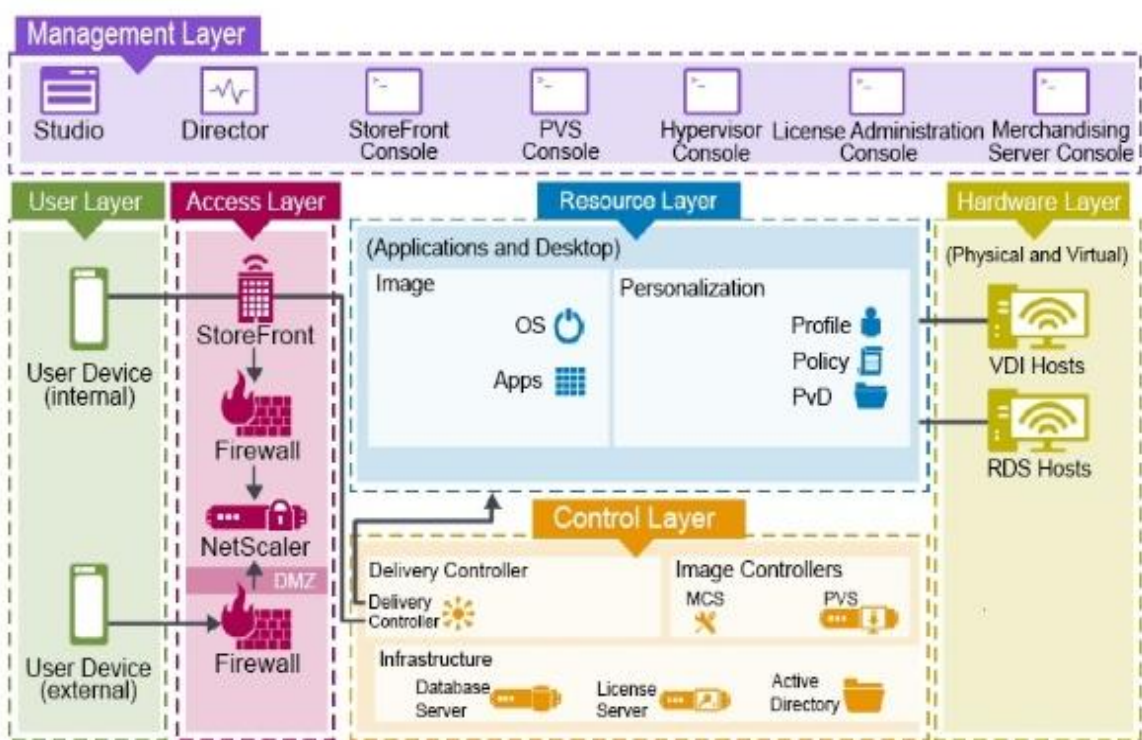 Management Layer
Studio
Director
StoreFront
Console
PVS
Console
Hypervisor
Console
License Administration
Console
Merchandising
Server Console
User Layer
User Device
(internal)
User Device
(external)
Access Layer
StoreFront
Firewall
NetScaler
DMZ
Firewall
Resource Layer
(Applications and Desktop)
Image
OS
Apps
Personalization
Profile
Policy
PvD
Control Layer
Delivery Controller
Delivery
Controller
Image Controllers
MCS
PVS
Infrastructure
Database
Server
License
Server
Active
Directory
Hardware Layer
(Physical and Virtual)
VDI Hosts
RDS Hosts